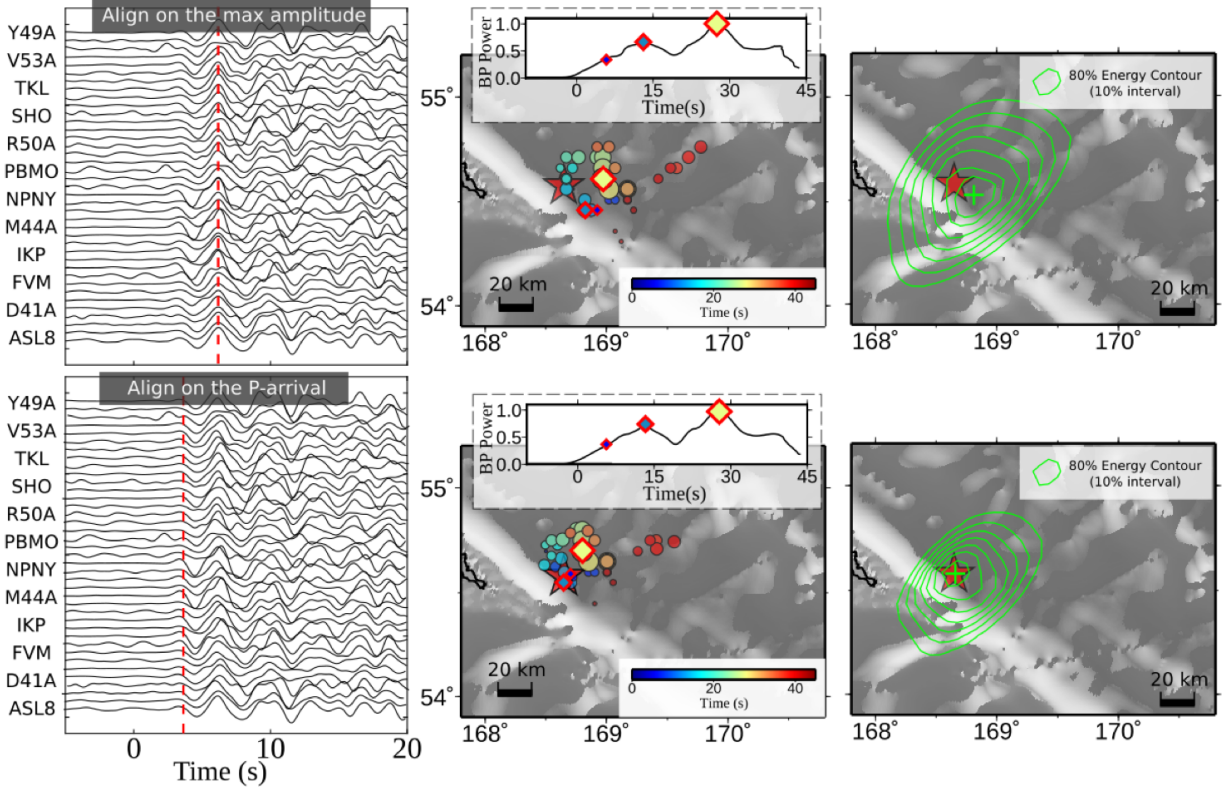 Align on the max amplitude
Y49A
V53A
TKL
SHO
R50A
PBMO
NPNY
M44A
IKP
FVM
D41A
ASL8
BP Power
1.0
0.5
0.0
0
15
30
45
Time(s)
55°
54°
20 km
0
20
40
Time (s)
168°
169°
170°
80% Energy Contour
(10% interval)
20 km
168°
169°
170°
Align on the P-arrival
Y49A
V53A
TKL
SHO
R50A
PBMO
NPNY
M44A
IKP
FVM
D41A
ASL8
0
10
20
Time (s)
BP Power
1.0
0.5
0.0
0
15
30
45
Time(s)
55°
54°
20 km
0
20
40
Time (s)
168°
169°
170°
80% Energy Contour
(10% interval)
20 km
168°
169°
170°